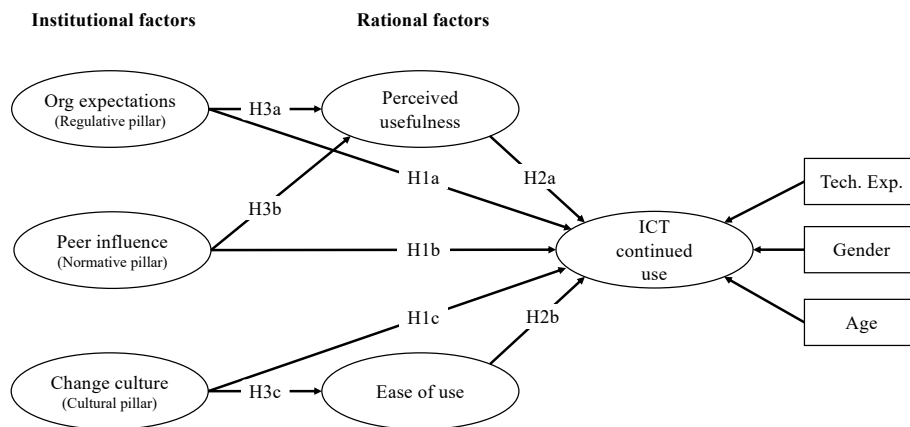 Institutional factors
Rational factors
Org expectations
(Regulative pillar)
H3a
Perceived
usefulness
H1a
H2a
Tech. Exp.
H3b
Peer influence
(Normative pillar)
H1b
ICT
continued
use
Gender
H1c
H2b
Age
Change culture
(Cultural pillar)
H3c
Ease of use